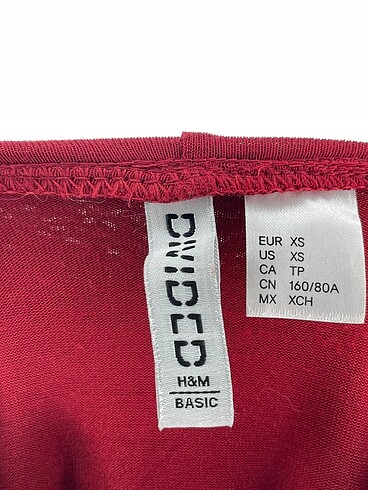 DIVIDED
H&M
BASIC
EUR XS
US XS
CA TP
CN 160/80A
MX XCH